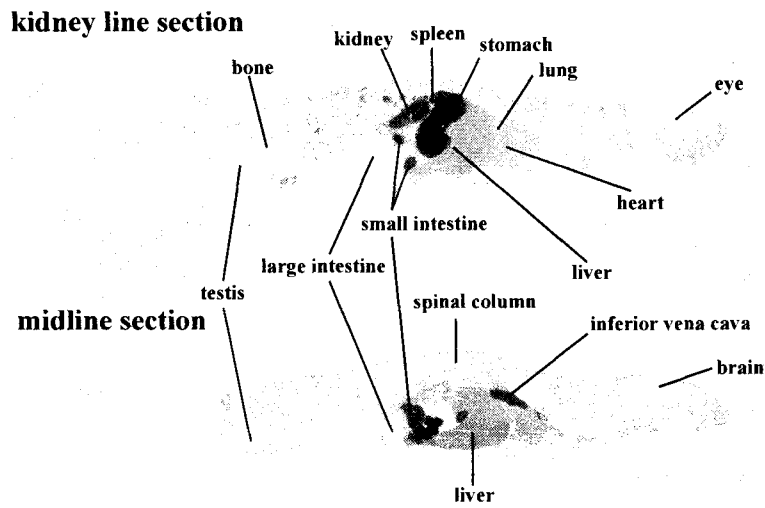 kidney line section
kidney
spleen
stomach
bone
lung
eye
heart
small intestine
large intestine
liver
testis
spinal column
midline section
inferior vena cava
brain
liver